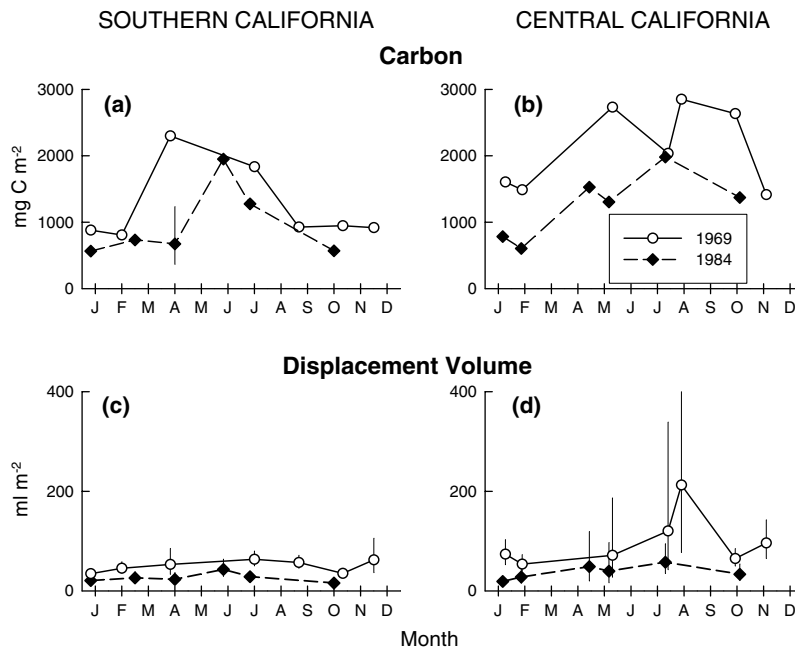 SOUTHERN CALIFORNIA CENTRAL CALIFORNIA
Carbon
(a) (b)
3000 3000
2000 2000
1000 1000
0 0
mg C m-2
1969
1984
J F M A M J J A S O N D J F M A M J J A S O N D
Displacement Volume
(c) (d)
400 400
200 200
0 0
ml m-2
J F M A M J J A S O N D J F M A M J J A S O N D
Month